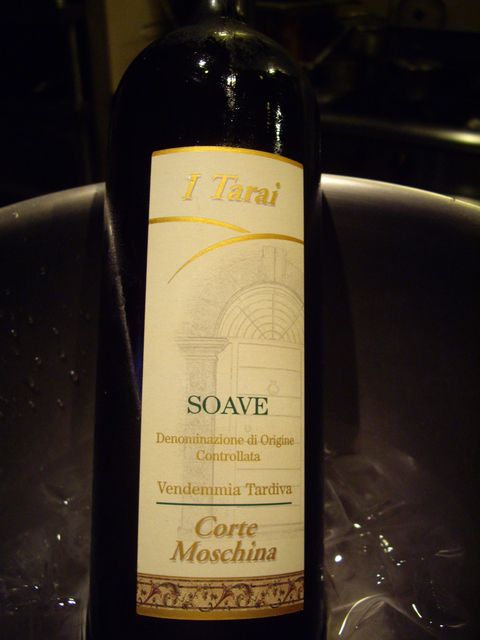 I Tarai
SOAVE
Denominazione di Origine
Controllata
Vendemmia Tardiva
Corte
Moschina